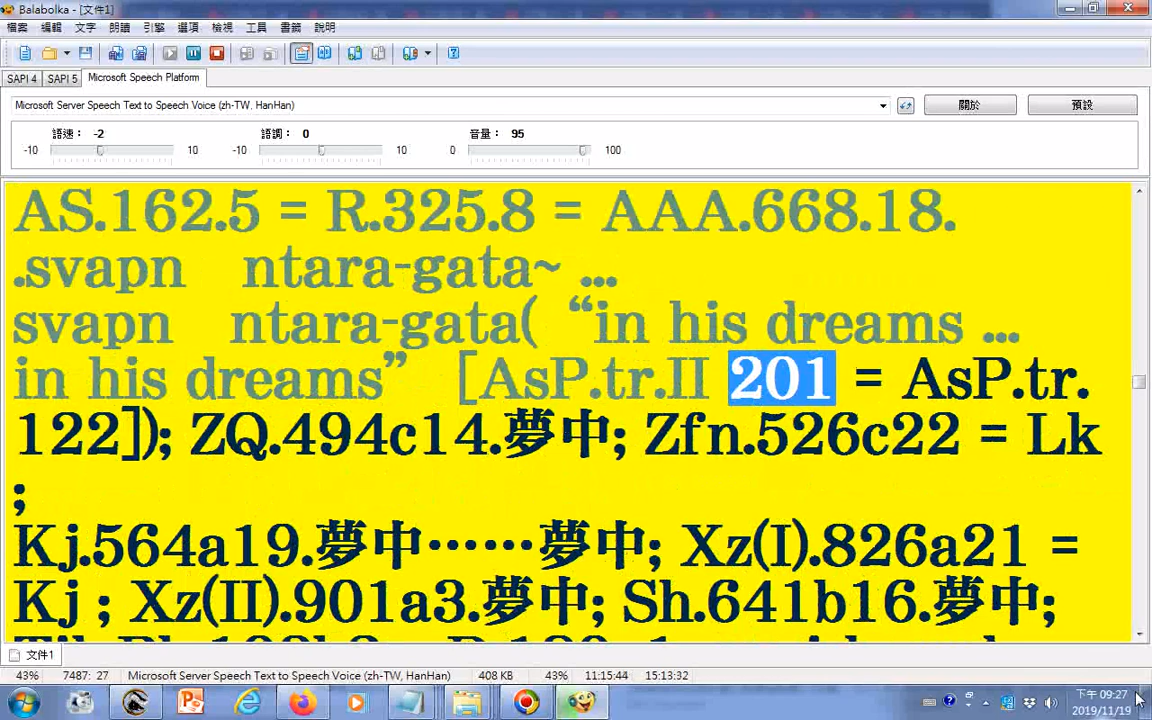 Balabolka - [文件1]
檔案 編輯 文字 朗讀 引擎 選項 檢視 工具 書籤 說明
SAPI 4 SAPI 5 Microsoft Speech Platform
Microsoft Server Speech Text to Speech Voice (zh-TW, HanHan) 關於 預設
語速： -2 語調： 0 音量： 95
-10 10 -10 10 0 100
AS.162.5 = R.325.8 = AAA.668.18.
.svapn ntara-gata~ ...
svapn ntara-gata( “in his dreams ...
in his dreams” [AsP.tr.II 201 = AsP.tr.
122]); ZQ.494c14.夢中; Zfn.526c22 = Lk
;
Kj.564a19.夢中……夢中; Xz(I).826a21 =
Kj ; Xz(II).901a3.夢中; Sh.641b16.夢中;
文件1
43% 7487: 27 Microsoft Server Speech Text to Speech Voice (zh-TW, HanHan) 408 KB 43% 11:15:44 15:13:32
下午 09:27
2019/11/19